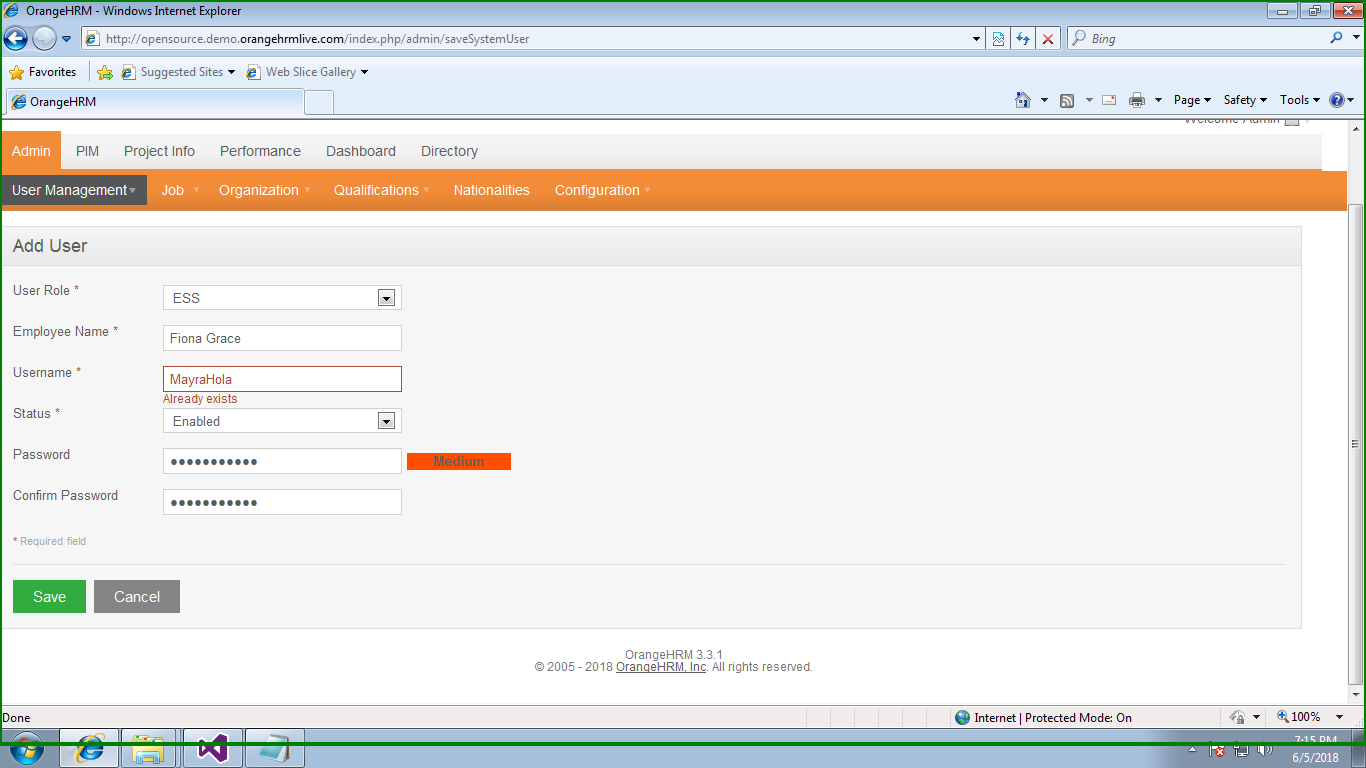 OrangeHRM - Windows Internet Explorer
http://opensource.demo.orangehrmlive.com/index.php/admin/saveSystemUser
Bing
Favorites Suggested Sites Web Slice Gallery
OrangeHRM
Page Safety Tools
Welcome Admin
Admin PIM Project Info Performance Dashboard Directory
User Management Job Organization Qualifications Nationalities Configuration
Add User
User Role * ESS
Employee Name * Fiona Grace
Username * MayraHola
Already exists
Status * Enabled
Password ●●●●●●●●●●● Medium
Confirm Password ●●●●●●●●●●●
* Required field
Save Cancel
OrangeHRM 3.3.1
© 2005 - 2018 OrangeHRM, Inc. All rights reserved.
Done Internet | Protected Mode: On 100%
7:15 PM
6/5/2018